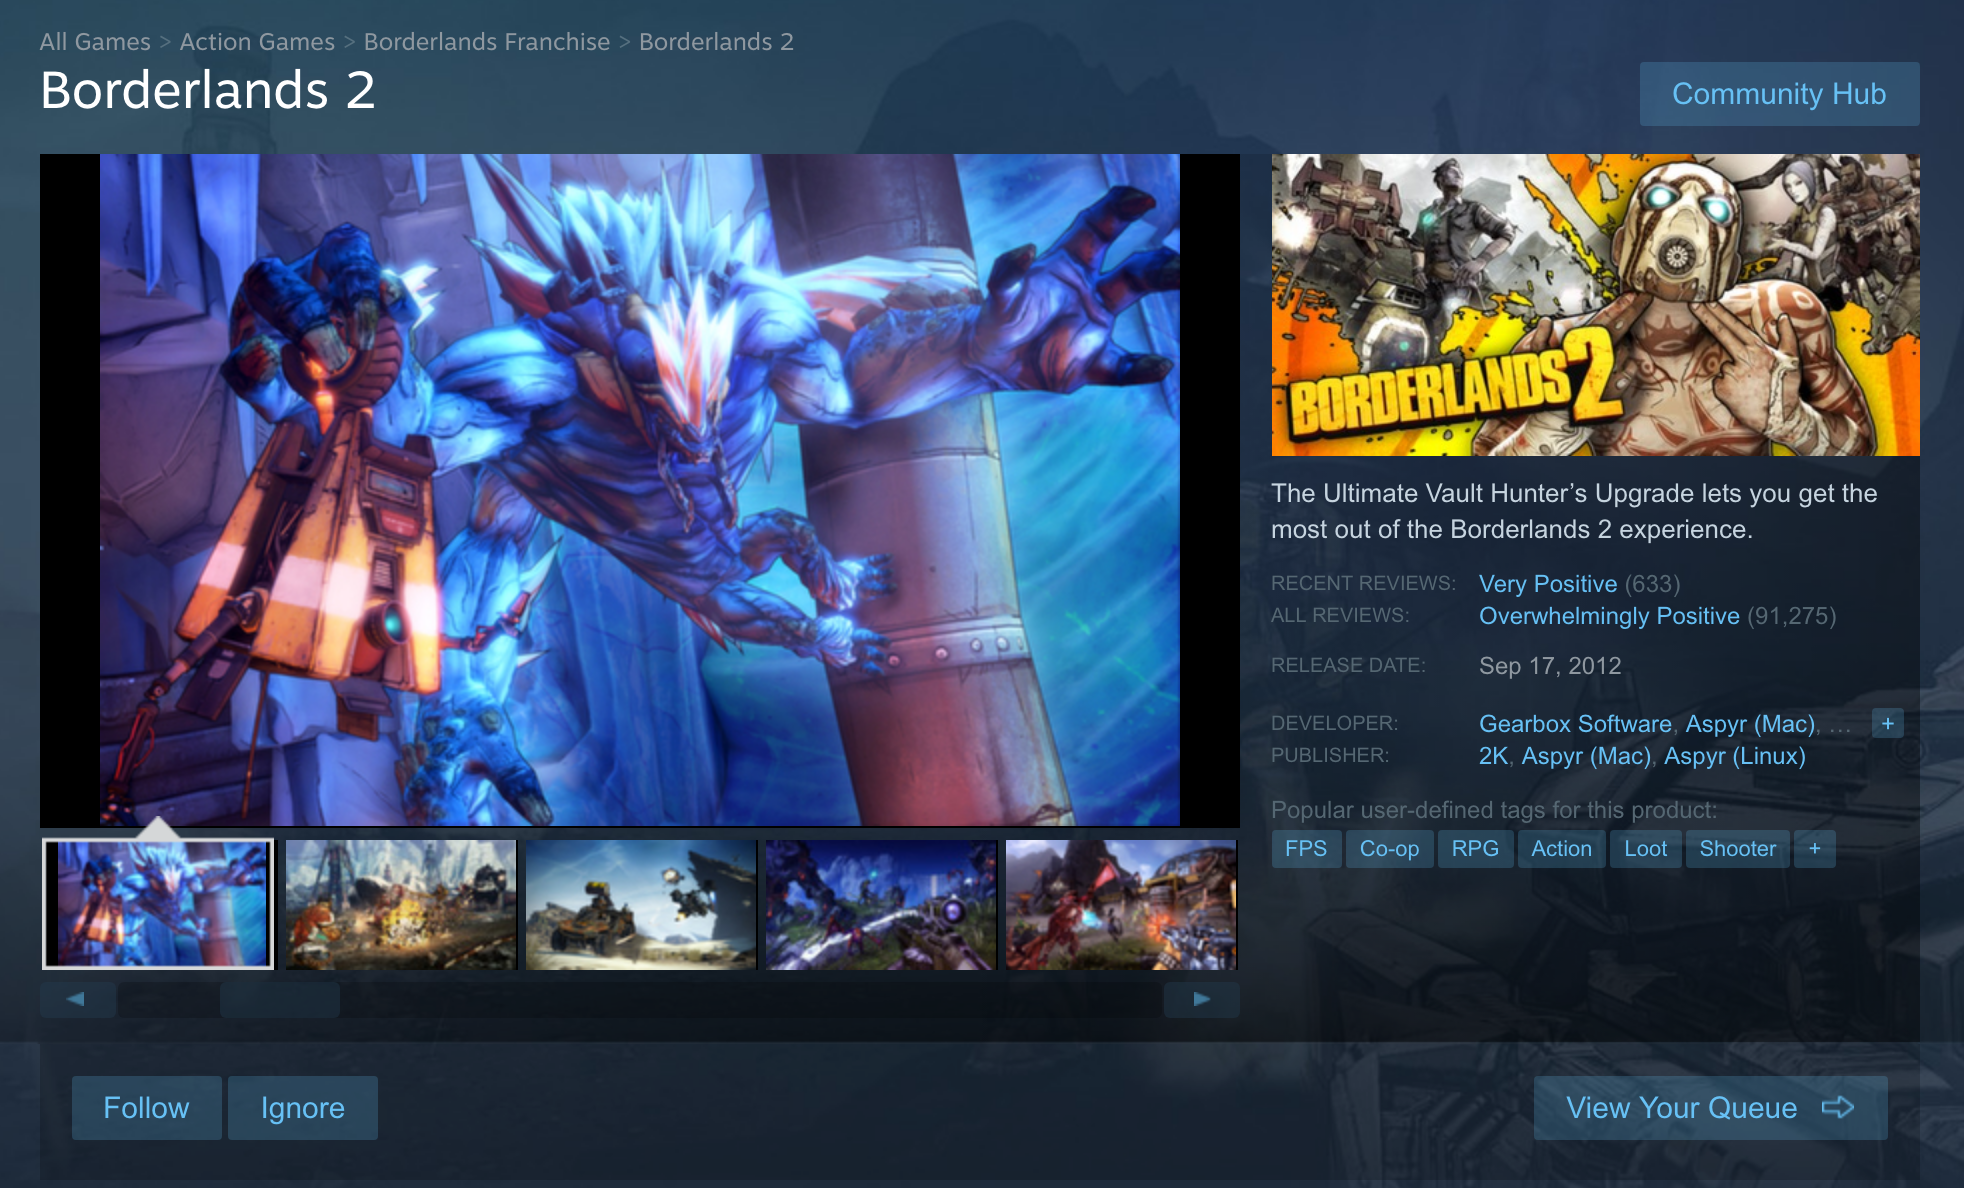 All Games > Action Games > Borderlands Franchise > Borderlands 2
Borderlands 2
Community Hub
BORDERLANDS 2
The Ultimate Vault Hunter’s Upgrade lets you get the
most out of the Borderlands 2 experience.
RECENT REVIEWS: Very Positive (633)
ALL REVIEWS: Overwhelmingly Positive (91,275)
RELEASE DATE: Sep 17, 2012
DEVELOPER: Gearbox Software, Aspyr (Mac), ... +
PUBLISHER: 2K, Aspyr (Mac), Aspyr (Linux)
Popular user-defined tags for this product:
FPS Co-op RPG Action Loot Shooter +
Follow Ignore
View Your Queue